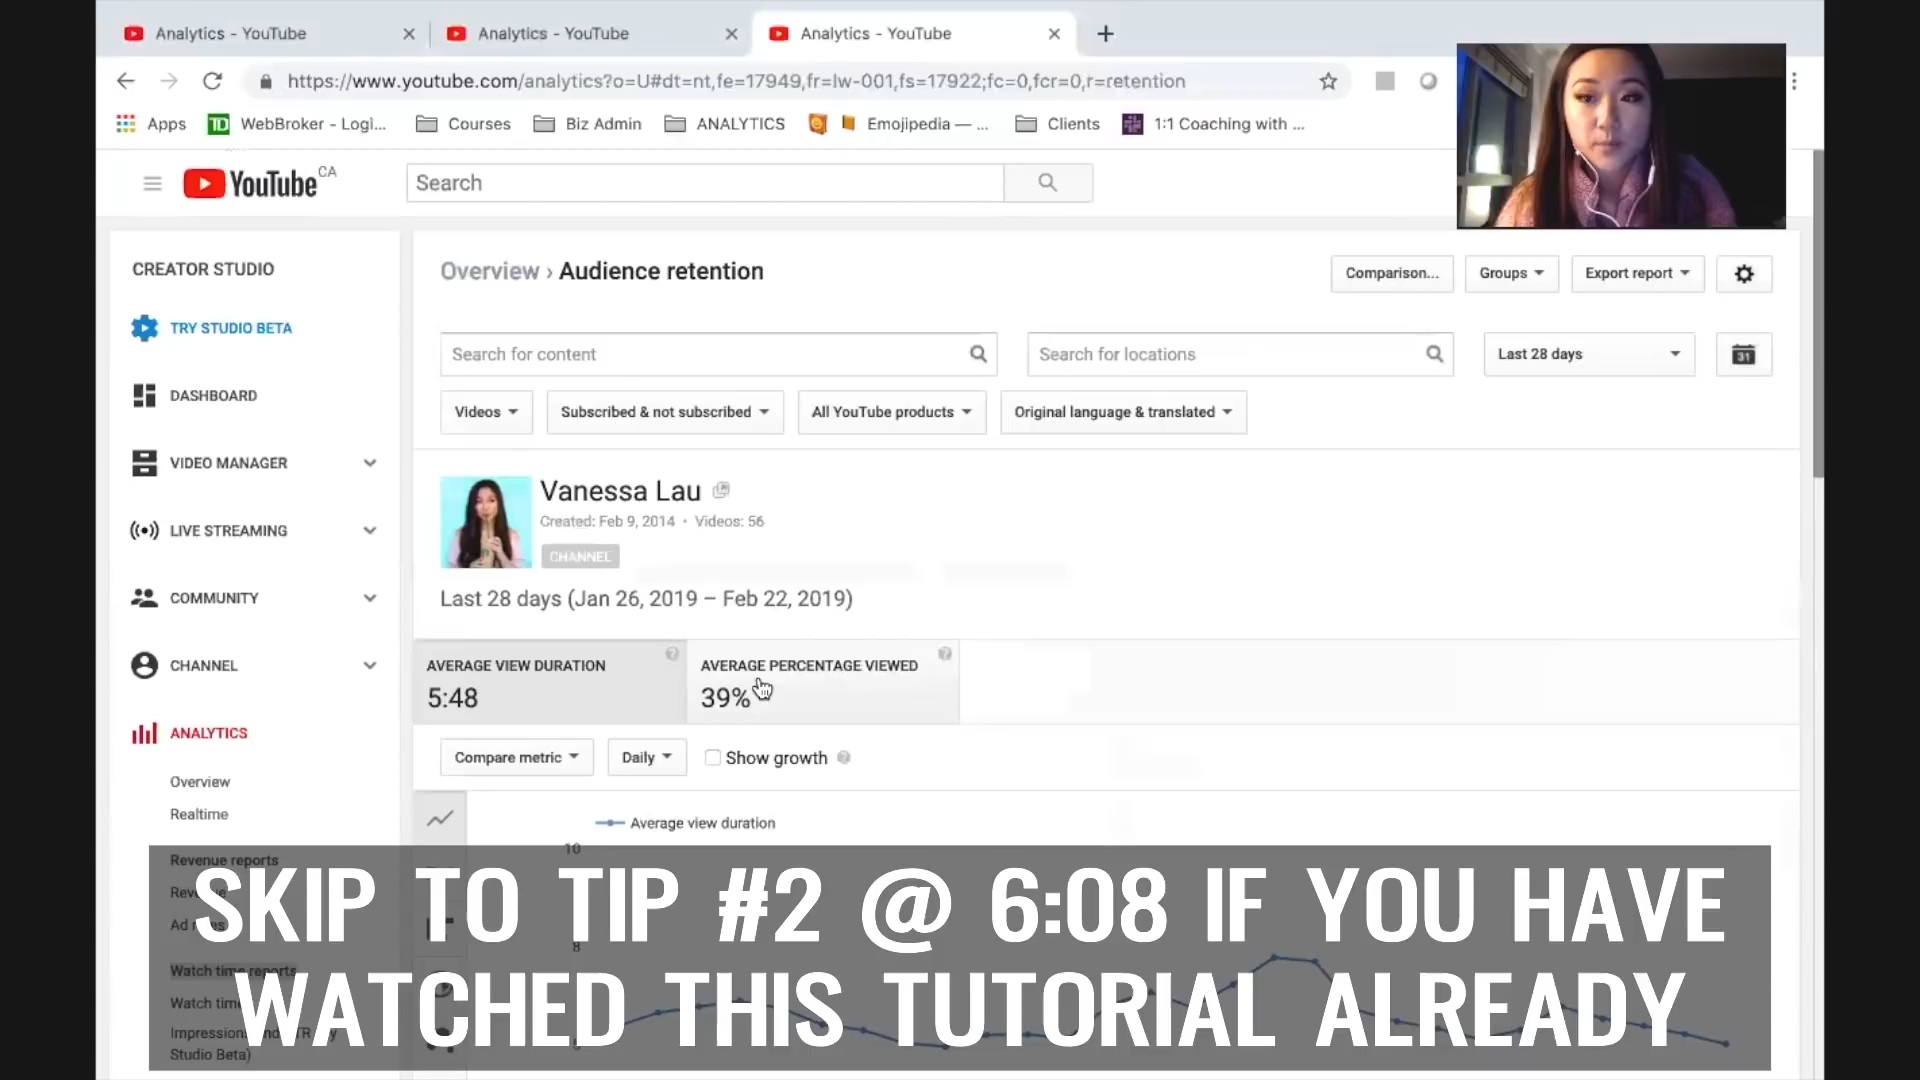 Analytics - YouTube
Analytics - YouTube
Analytics - YouTube
https://www.youtube.com/analytics?o=U#dt=nt,fe=17949,fr=lw-001,fs=17922;fc=0,fcr=0,r=retention
Apps
TD
WebBroker - Logi...
Courses
Biz Admin
ANALYTICS
Emojipedia — ...
Clients
1:1 Coaching with ...
YouTube CA
Search
CREATOR STUDIO
TRY STUDIO BETA
DASHBOARD
VIDEO MANAGER
LIVE STREAMING
COMMUNITY
CHANNEL
ANALYTICS
Overview
Realtime
Revenue reports
Watch time reports
Watch time
Studio Beta)
Overview › Audience retention
Comparison...
Groups
Export report
Search for content
Search for locations
Last 28 days
31
Videos
Subscribed & not subscribed
All YouTube products
Original language & translated
Vanessa Lau
Created: Feb 9, 2014 • Videos: 56
CHANNEL
Last 28 days (Jan 26, 2019 – Feb 22, 2019)
AVERAGE VIEW DURATION
5:48
AVERAGE PERCENTAGE VIEWED
39%
Compare metric
Daily
Show growth
Average view duration
10
8
SKIP TO TIP #2 @ 6:08 IF YOU HAVE
WATCHED THIS TUTORIAL ALREADY